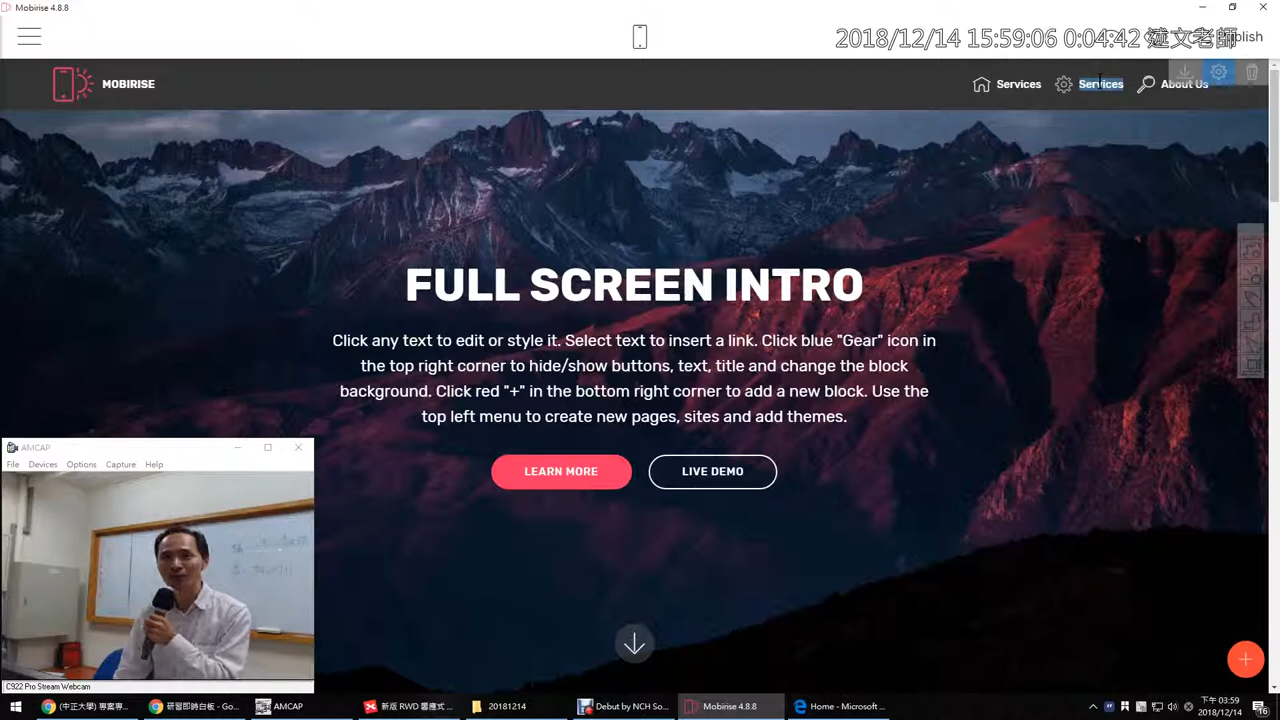 Mobirise 4.8.8
2018/12/14 15:59:06 0:04:42
MOBIRISE
Services
Services
About Us
FULL SCREEN INTRO
Click any text to edit or style it. Select text to insert a link. Click blue "Gear" icon in
the top right corner to hide/show buttons, text, title and change the block
background. Click red "+" in the bottom right corner to add a new block. Use the
top left menu to create new pages, sites and add themes.
LEARN MORE
LIVE DEMO
AMCAP
File Devices Options Capture Help
C922 Pro Stream Webcam
(中正大學) 專案專...
研習即時白板 - Go...
AMCAP
新版 RWD 響應式 ...
20181214
Debut by NCH So...
Mobirise 4.8.8
Home - Microsoft ...
下午 03:59
2018/12/14
16